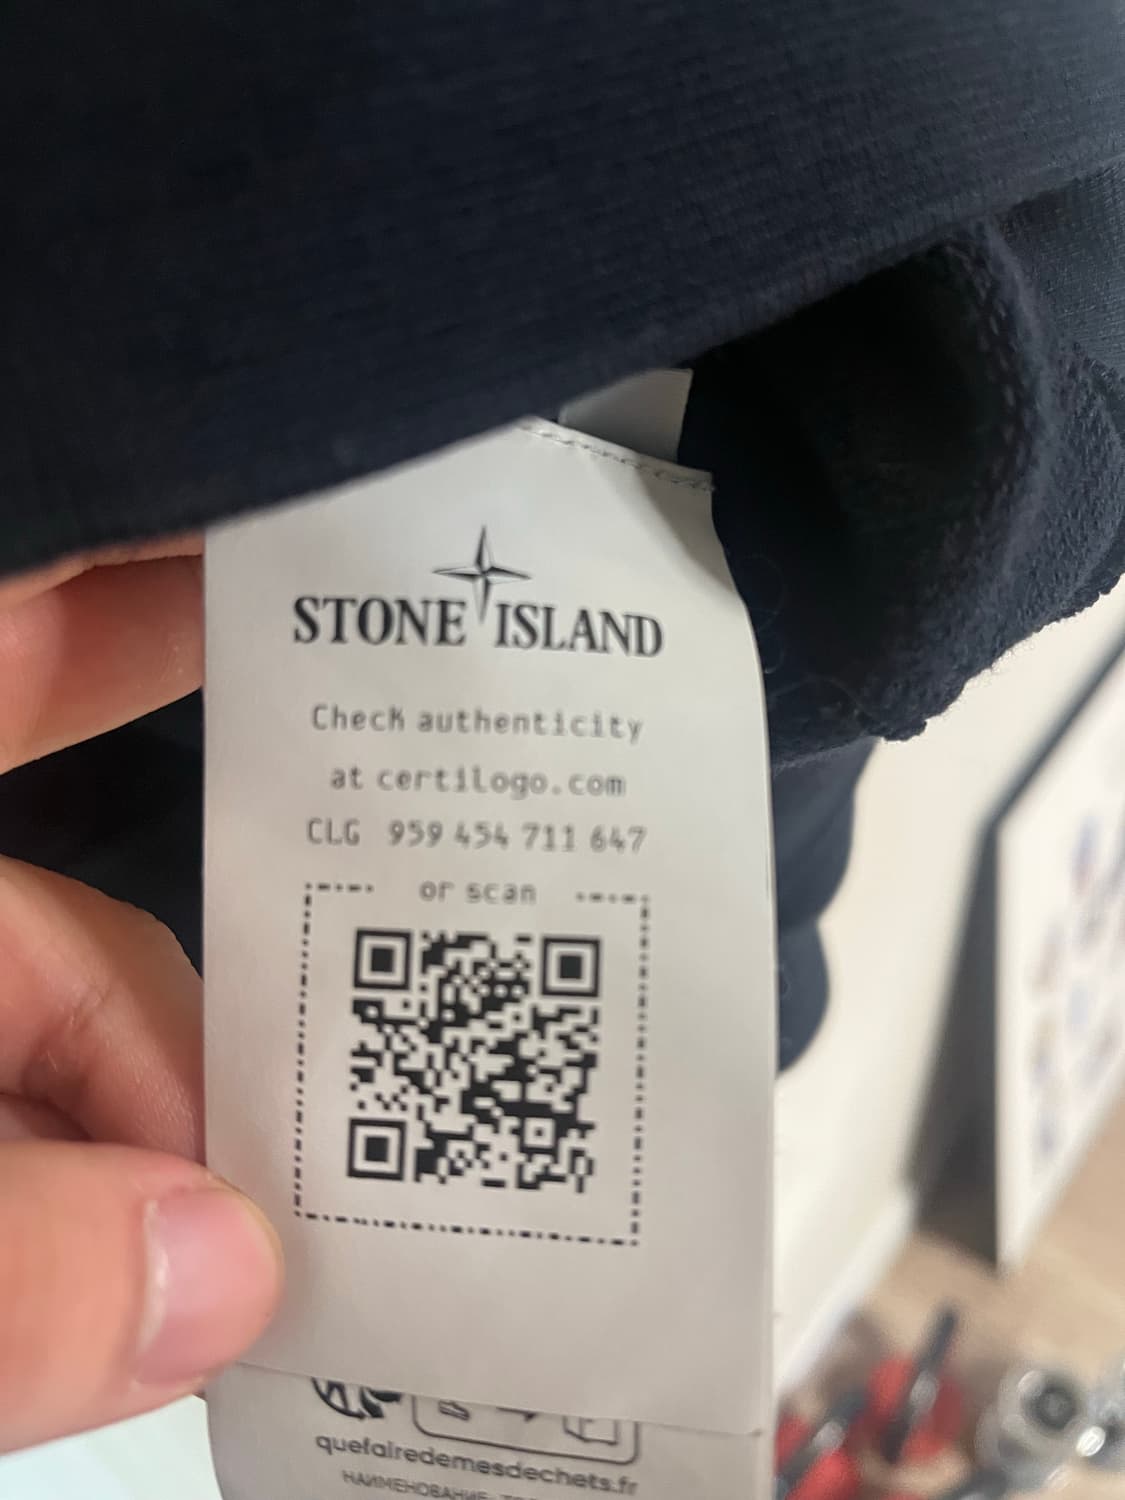 STONE ISLAND
Check authenticity
at certilogo.com
CLG 959 454 711 647
or scan
quefairedemesdechets.fr
НАИМЕНОВАНИЕ